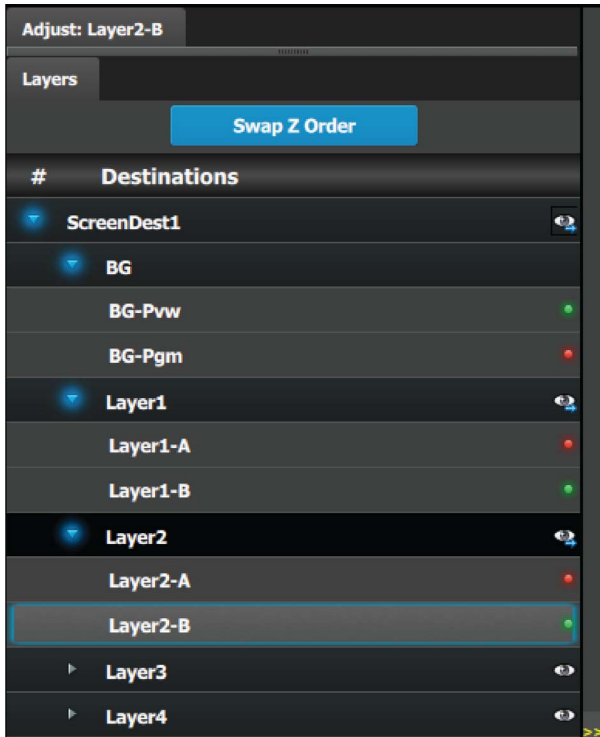 Adjust: Layer2-B
Layers
Swap Z Order
# Destinations
ScreenDest1
BG
BG-Pvw
BG-Pgm
Layer1
Layer1-A
Layer1-B
Layer2
Layer2-A
Layer2-B
Layer3
Layer4
>>